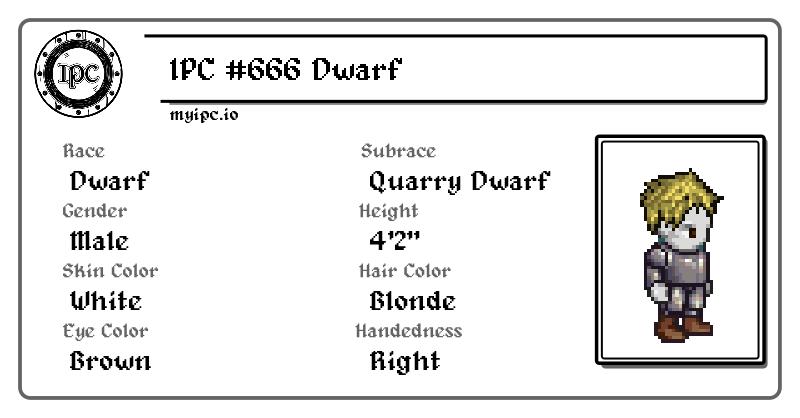 IPC
IPC #666 Dwarf
myipc.io
Race
Dwarf
Subrace
Quarry Dwarf
Gender
Male
Height
4'2"
Skin Color
White
Hair Color
Blonde
Eye Color
Brown
Handedness
Right